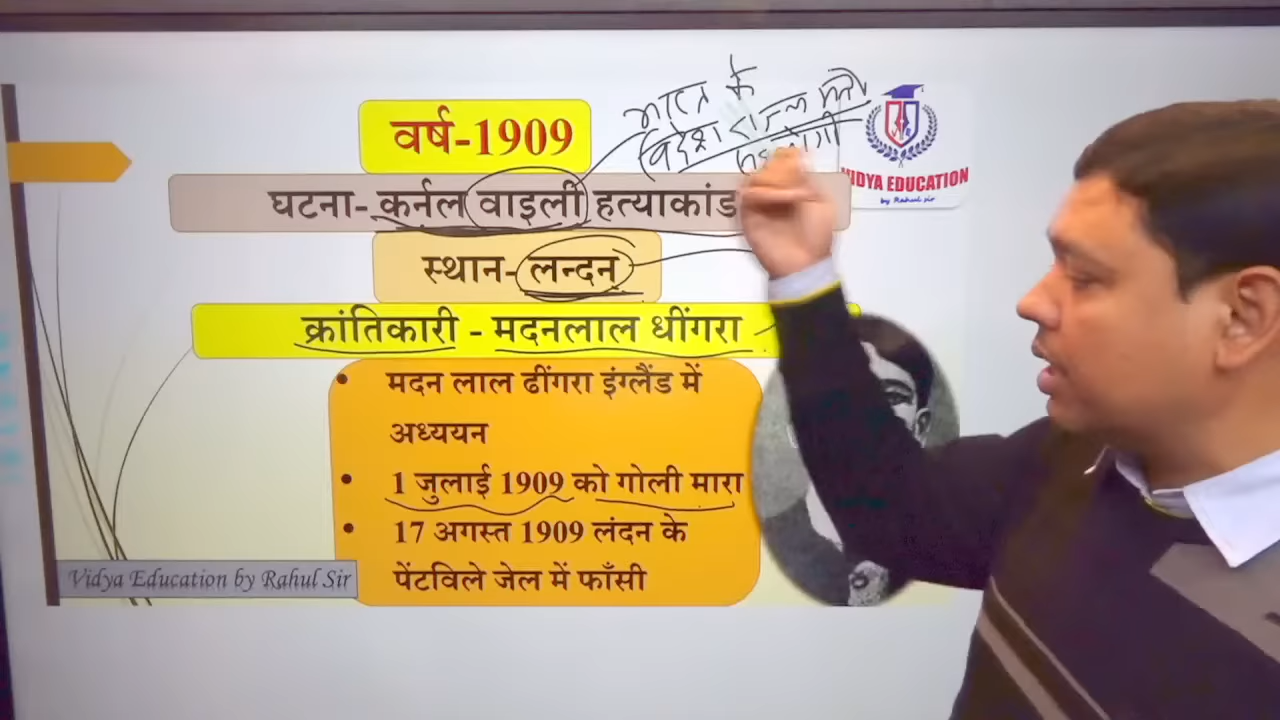 वर्ष-1909
भारत के
विदेश राज्य मंत्री
घटना- कर्नल वाइली हत्याकांड
VIDYA EDUCATION
by Rahul Sir
स्थान- लन्दन
क्रांतिकारी - मदनलाल धींगरा
• मदन लाल ढींगरा इंग्लैंड में
अध्ययन
• 1 जुलाई 1909 को गोली मारा
• 17 अगस्त 1909 लंदन के
पेंटविले जेल में फाँसी
Vidya Education by Rahul Sir